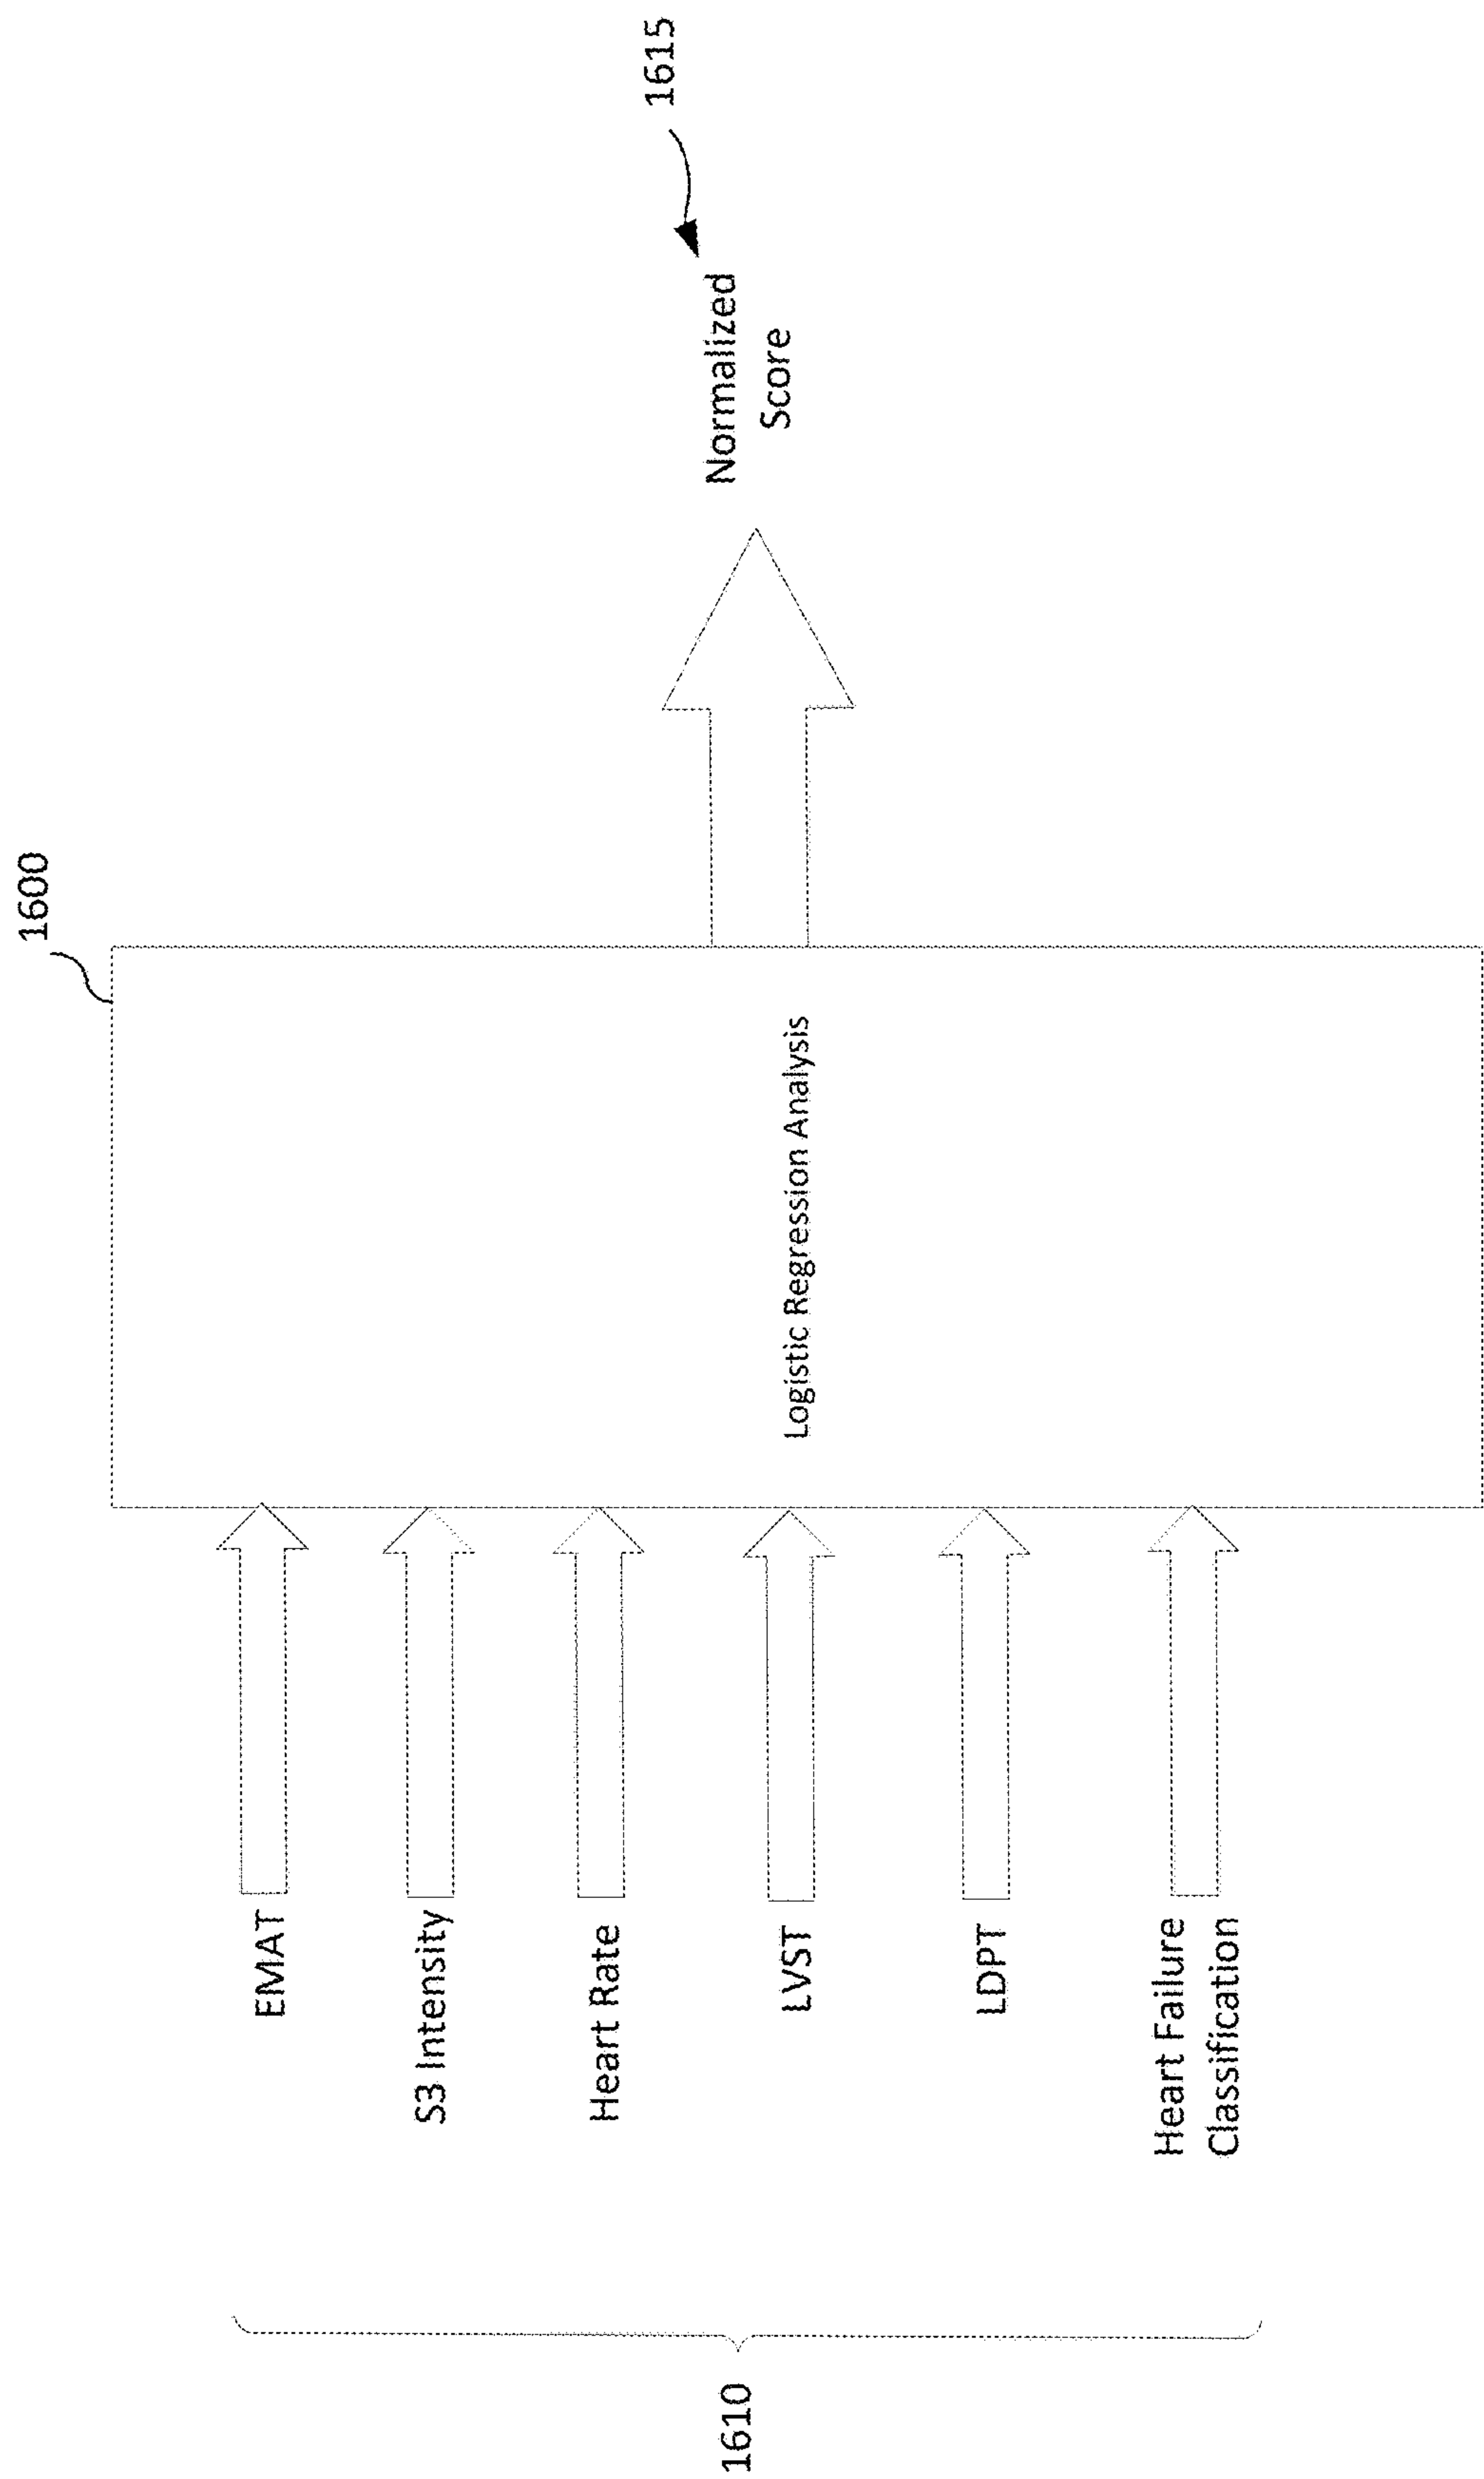 1610
EMAT
S3 Intensity
Heart Rate
LVST
LDPT
Heart Failure
Classification
1600
Logistic Regression Analysis
Normalized
Score
1615